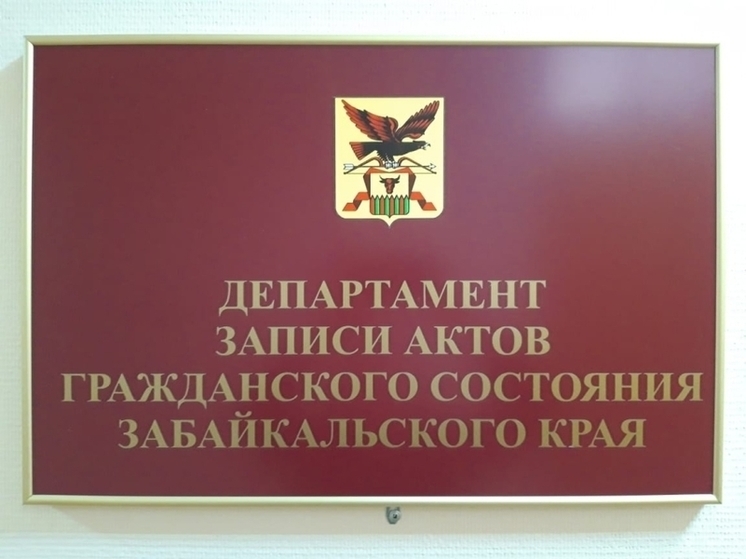 ДЕПАРТАМЕНТ
ЗАПИСИ АКТОВ
ГРАЖДАНСКОГО СОСТОЯНИЯ
ЗАБАЙКАЛЬСКОГО КРАЯ